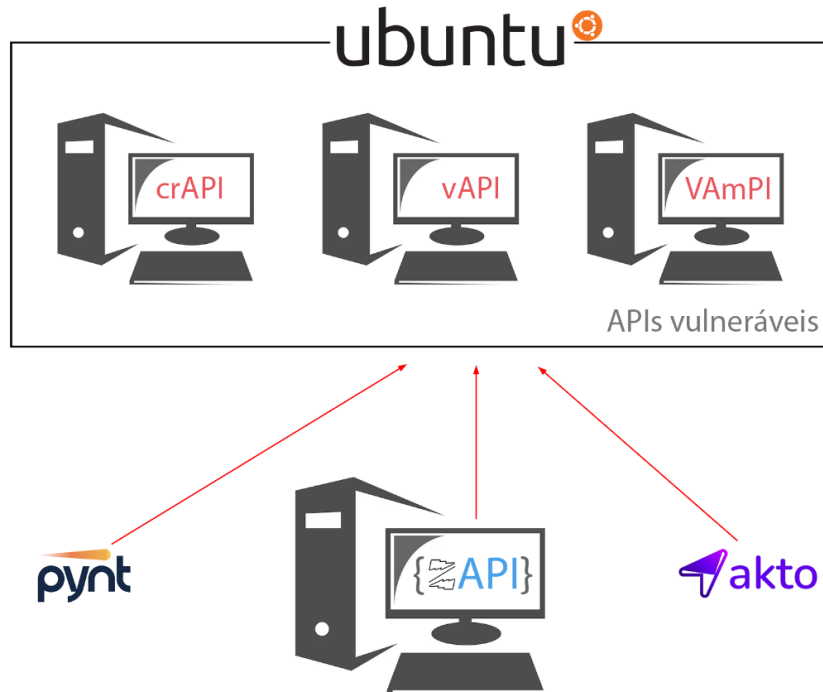 ubuntu
crAPI
vAPI
VAmPI
APIs vulneráveis
pynt
{zAPI}
akto